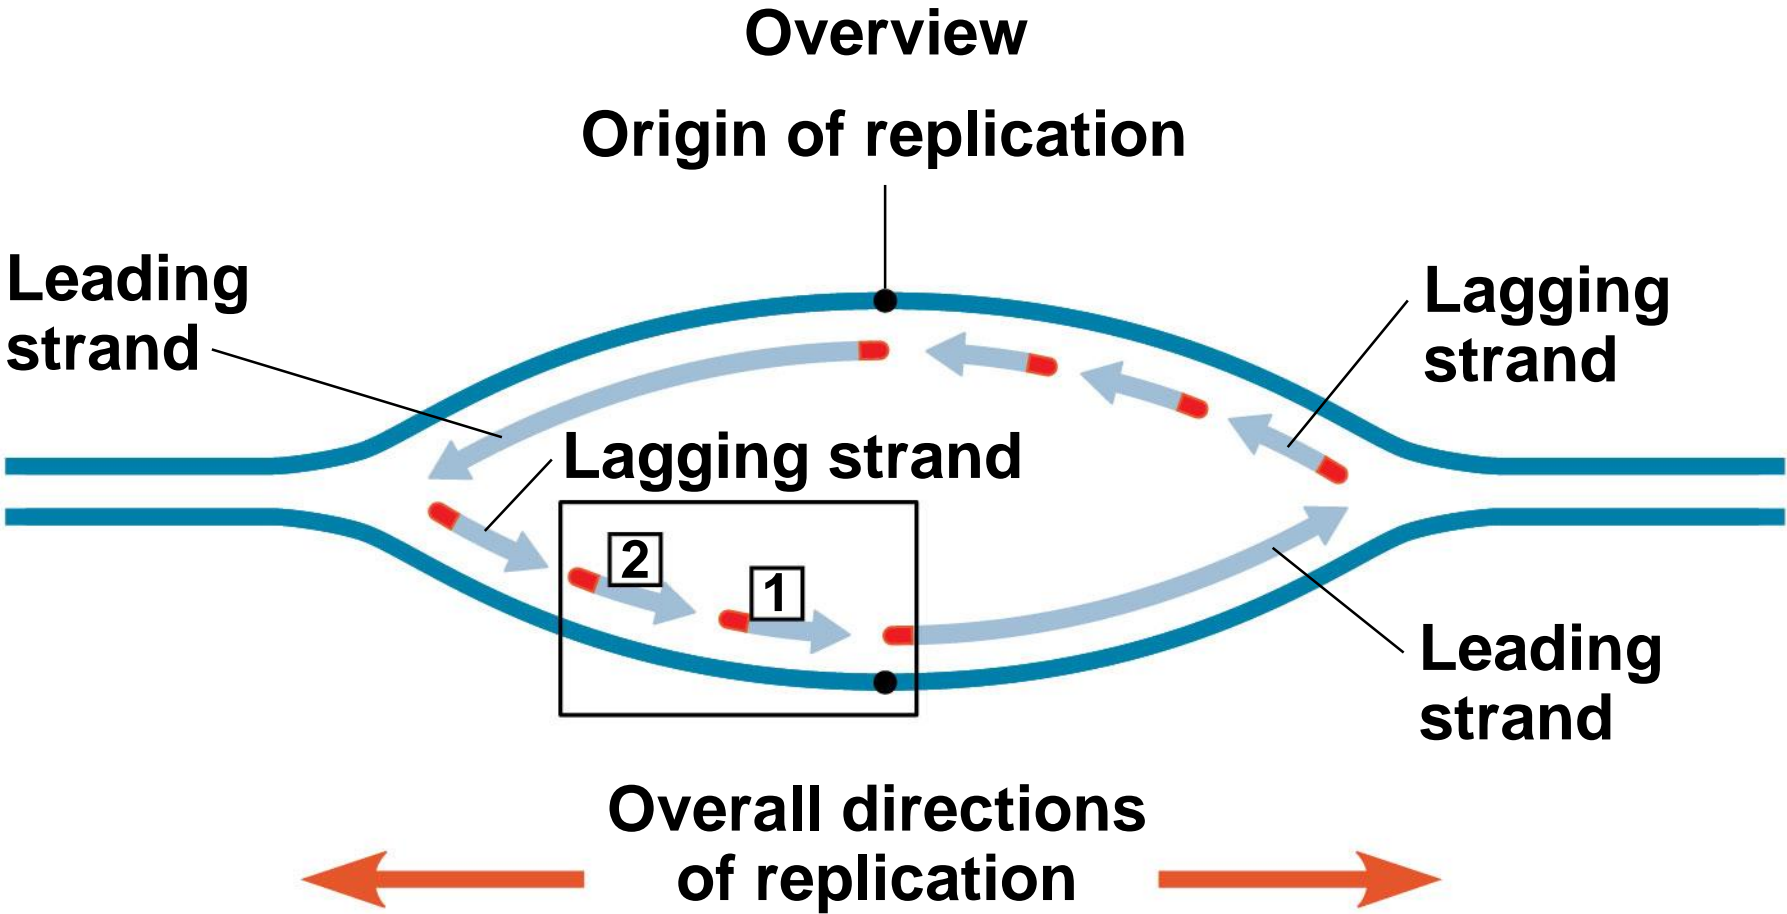 Overview
Origin of replication
Leading
strand
Lagging
strand
Lagging strand
2
1
Leading
strand
Overall directions
of replication